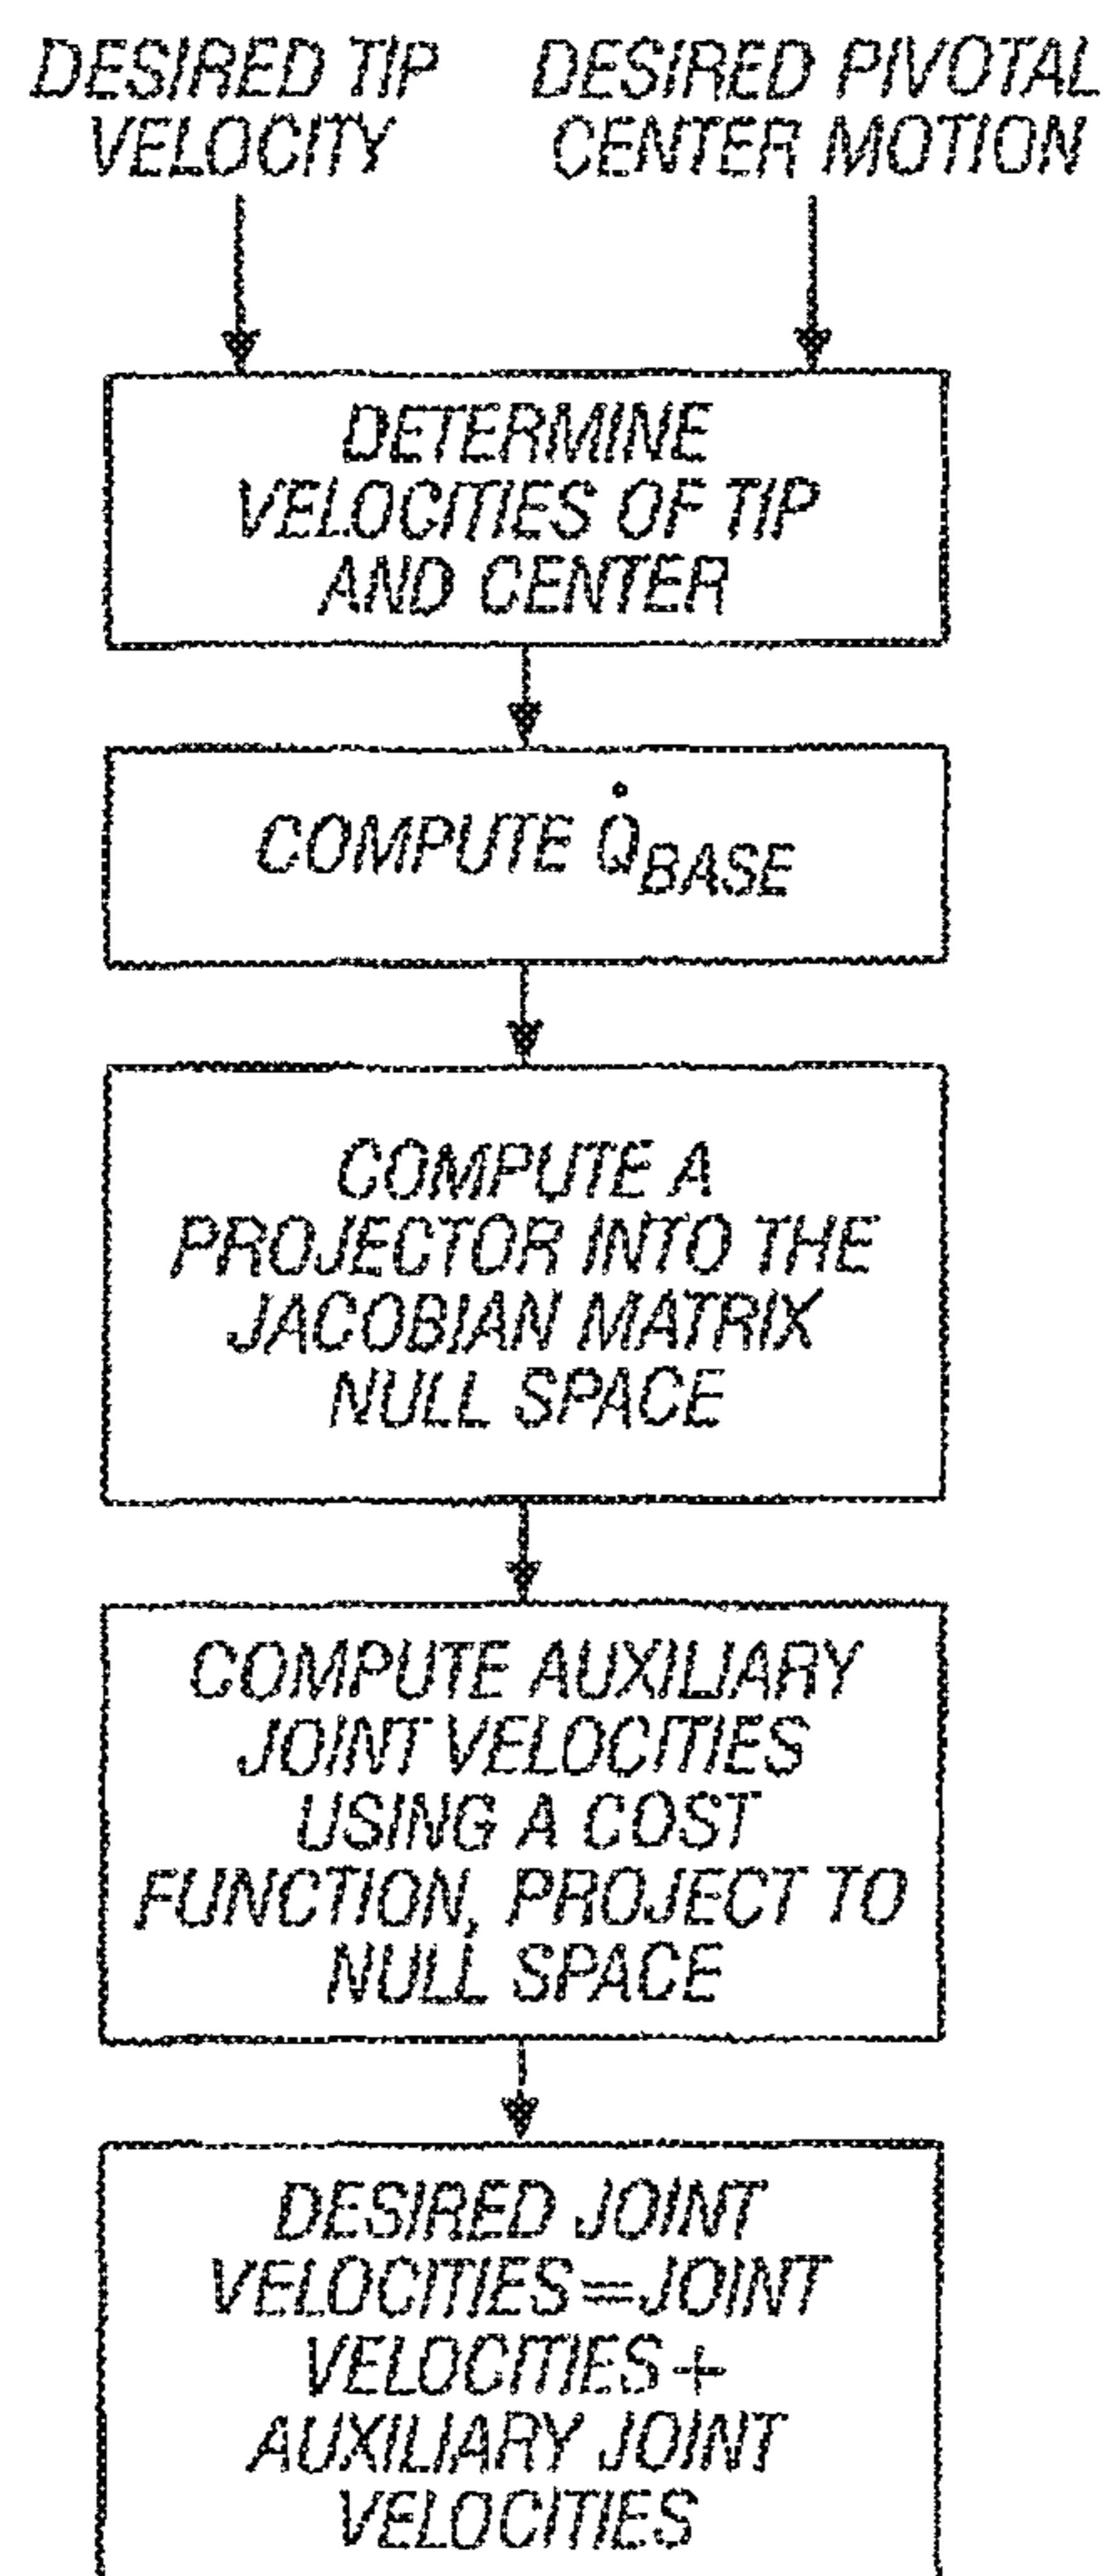 DESIRED TIP
VELOCITY
DESIRED PIVOTAL
CENTER MOTION
DETERMINE
VELOCITIES OF TIP
AND CENTER
COMPUTE Q̇BASE
COMPUTE A
PROJECTOR INTO THE
JACOBIAN MATRIX
NULL SPACE
COMPUTE AUXILIARY
JOINT VELOCITIES
USING A COST
FUNCTION, PROJECT TO
NULL SPACE
DESIRED JOINT
VELOCITIES=JOINT
VELOCITIES+
AUXILIARY JOINT
VELOCITIES